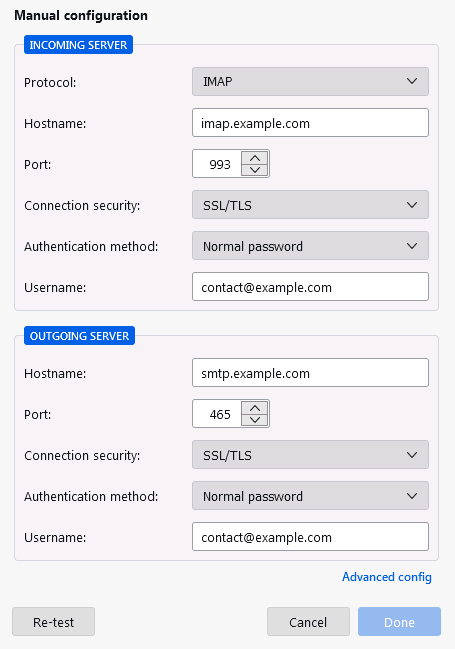 Manual configuration
INCOMING SERVER
Protocol: IMAP
Hostname: imap.example.com
Port: 993
Connection security: SSL/TLS
Authentication method: Normal password
Username: contact@example.com
OUTGOING SERVER
Hostname: smtp.example.com
Port: 465
Connection security: SSL/TLS
Authentication method: Normal password
Username: contact@example.com
Advanced config
Re-test Cancel Done